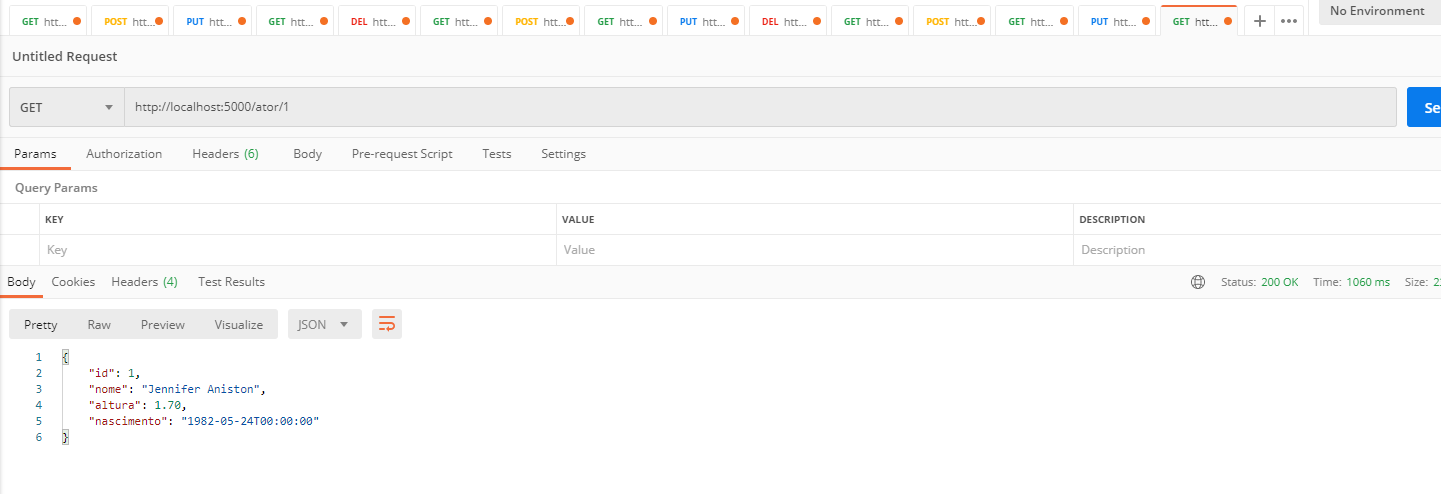 GET htt... POST htt... PUT htt... GET htt... DEL htt... GET htt... POST htt... GET htt... PUT htt... DEL htt... GET htt... POST htt... GET htt... PUT htt... GET htt... + ••• No Environment
Untitled Request
GET http://localhost:5000/ator/1 Se
Params Authorization Headers (6) Body Pre-request Script Tests Settings
Query Params
KEY VALUE DESCRIPTION
Key Value Description
Body Cookies Headers (4) Test Results Status: 200 OK Time: 1060 ms Size:
Pretty Raw Preview Visualize JSON
1 {
2 "id": 1,
3 "nome": "Jennifer Aniston",
4 "altura": 1.70,
5 "nascimento": "1982-05-24T00:00:00"
6 }